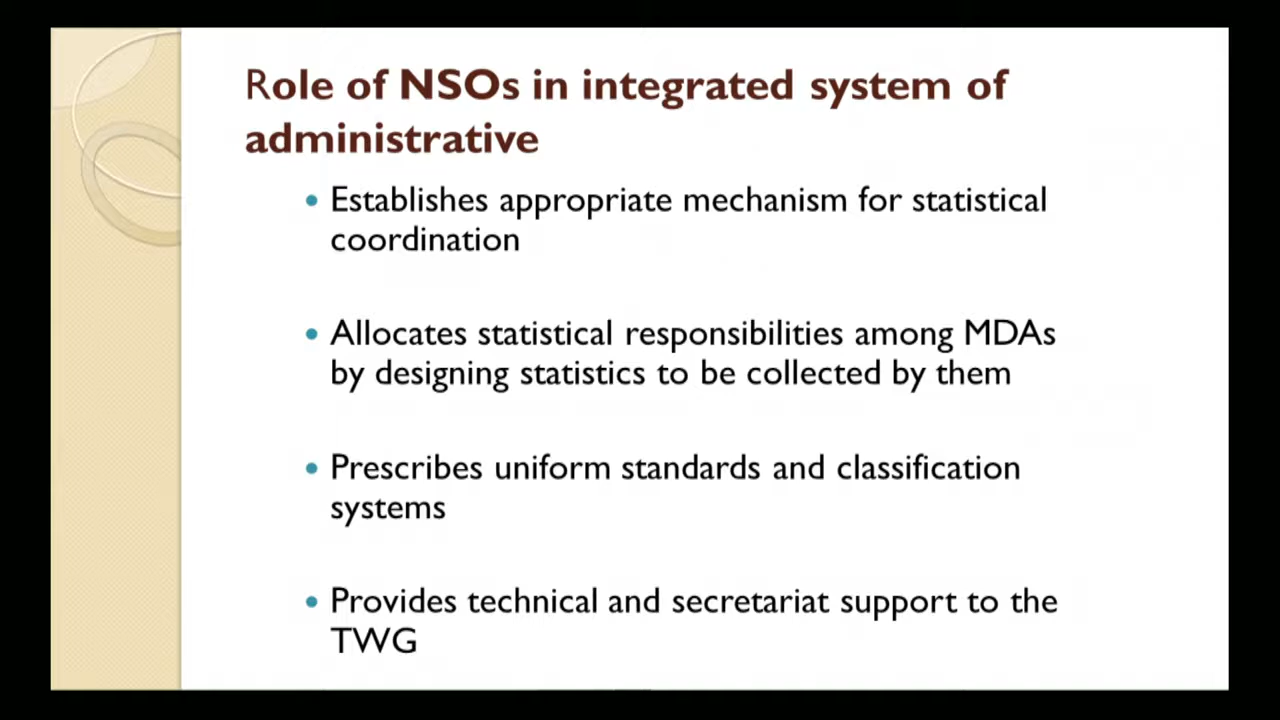 Role of NSOs in integrated system of
administrative
• Establishes appropriate mechanism for statistical
coordination
• Allocates statistical responsibilities among MDAs
by designing statistics to be collected by them
• Prescribes uniform standards and classification
systems
• Provides technical and secretariat support to the
TWG